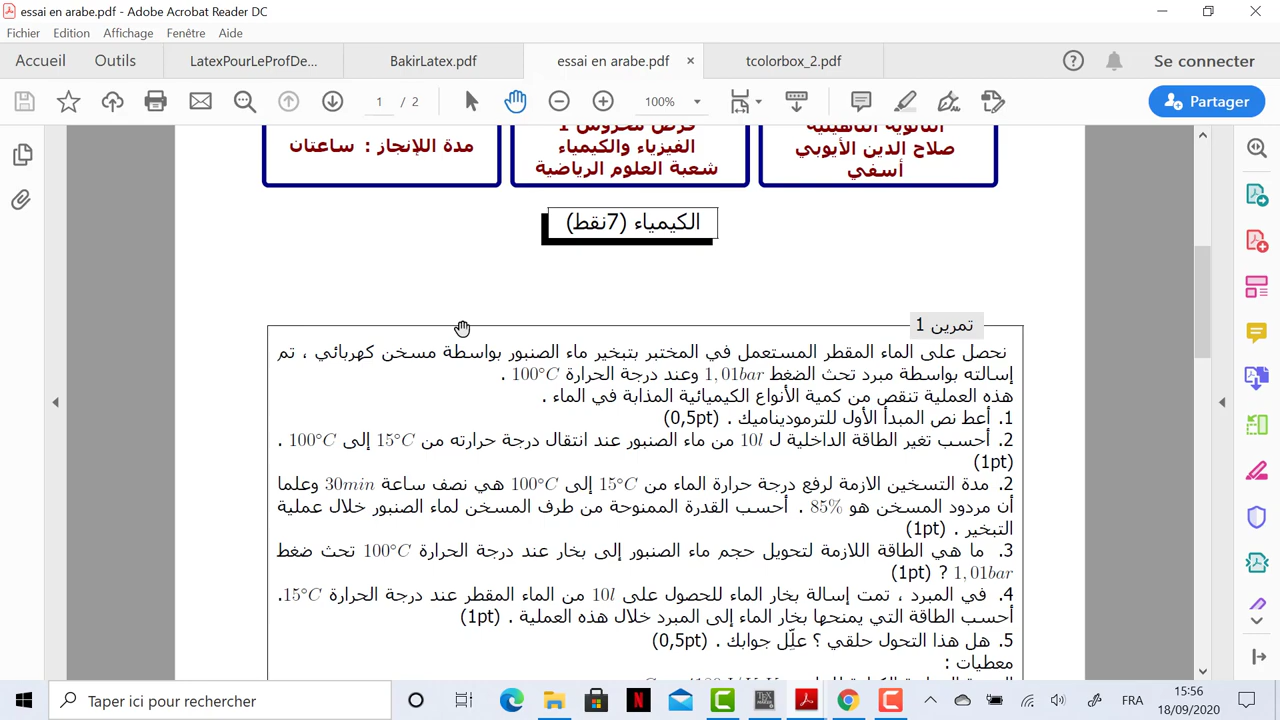 essai en arabe.pdf - Adobe Acrobat Reader DC
Fichier Edition Affichage Fenêtre Aide
Accueil Outils LatexPourLeProfDe... BakirLatex.pdf essai en arabe.pdf × tcolorbox_2.pdf Se connecter
1 / 2 100% Partager
الثانوية التأهيلية
صلاح الدين الأيوبي
أسفي
فرض محروس 1
الفيزياء والكيمياء
شعبة العلوم الرياضية
مدة اللإنجاز : ساعتان
الكيمياء (7نقط)
تمرين 1
نحصل على الماء المقطر المستعمل في المختبر بتبخير ماء الصنبور بواسطة مسخن كهربائي ، تم
إسالته بواسطة مبرد تحث الضغط 1,01bar وعند درجة الحرارة 100°C .
هذه العملية تنقص من كمية الأنواع الكيميائية المذابة في الماء .
1. أعط نص المبدأ الأول للترموديناميك . (0,5pt)
2. أحسب تغير الطاقة الداخلية ل 10l من ماء الصنبور عند انتقال درجة حرارته من 15°C إلى 100°C .
(1pt)
2. مدة التسخين الازمة لرفع درجة حرارة الماء من 15°C إلى 100°C هي نصف ساعة 30min وعلما
أن مردود المسخن هو 85% . أحسب القدرة الممنوحة من طرف المسخن لماء الصنبور خلال عملية
التبخير . (1pt)
3. ما هي الطاقة اللازمة لتحويل حجم ماء الصنبور إلى بخار عند درجة الحرارة 100°C تحث ضغط
1,01bar ? (1pt)
4. في المبرد ، تمت إسالة بخار الماء للحصول على 10l من الماء المقطر عند درجة الحرارة 15°C.
أحسب الطاقة التي يمنحها بخار الماء إلى المبرد خلال هذه العملية . (1pt)
5. هل هذا التحول حلقي ؟ علّل جوابك . (0,5pt)
معطيات :
Taper ici pour rechercher
FRA
15:56
18/09/2020